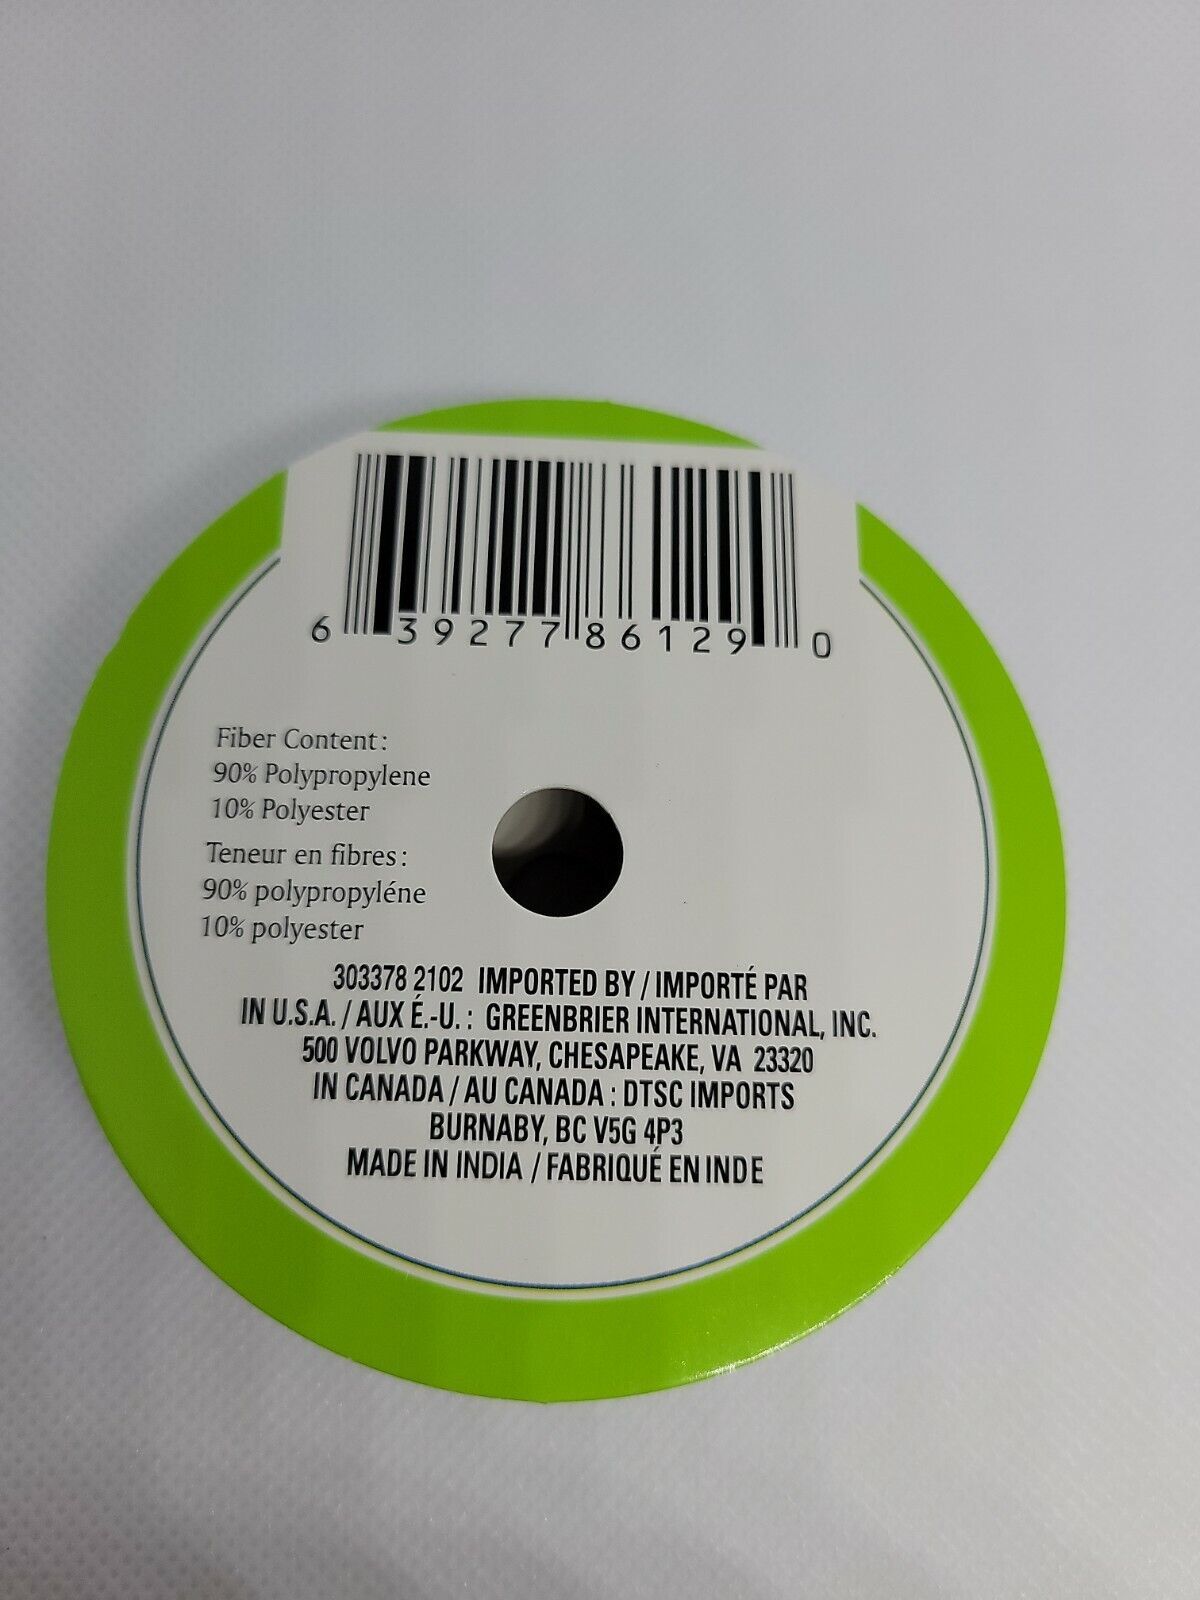 6 39277 86129 0
Fiber Content:
90% Polypropylene
10% Polyester
Teneur en fibres:
90% polypropyléne
10% polyester
303378 2102 IMPORTED BY / IMPORTÉ PAR
IN U.S.A. / AUX É.-U. : GREENBRIER INTERNATIONAL, INC.
500 VOLVO PARKWAY, CHESAPEAKE, VA 23320
IN CANADA / AU CANADA : DTSC IMPORTS
BURNABY, BC V5G 4P3
MADE IN INDIA / FABRIQUÉ EN INDE